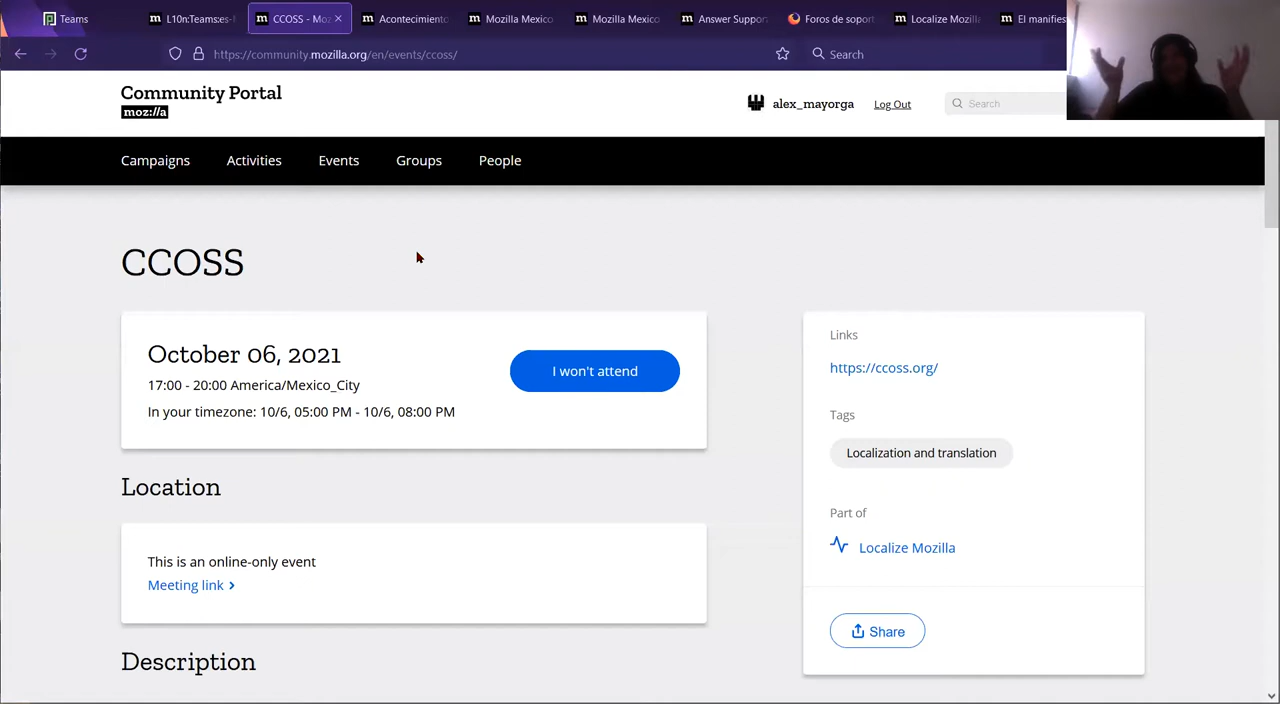 Teams
L10n:Teams:es-
CCOSS - Moz
Acontecimiento
Mozilla Mexico
Mozilla Mexico
Answer Support
Foros de soport
Localize Mozilla
El manifies
https://community.mozilla.org/en/events/ccoss/
Search
Community Portal
moz://a
alex_mayorga
Log Out
Search
Campaigns
Activities
Events
Groups
People
CCOSS
October 06, 2021
17:00 - 20:00 America/Mexico_City
In your timezone: 10/6, 05:00 PM - 10/6, 08:00 PM
I won't attend
Location
This is an online-only event
Meeting link
Description
Links
https://ccoss.org/
Tags
Localization and translation
Part of
Localize Mozilla
Share